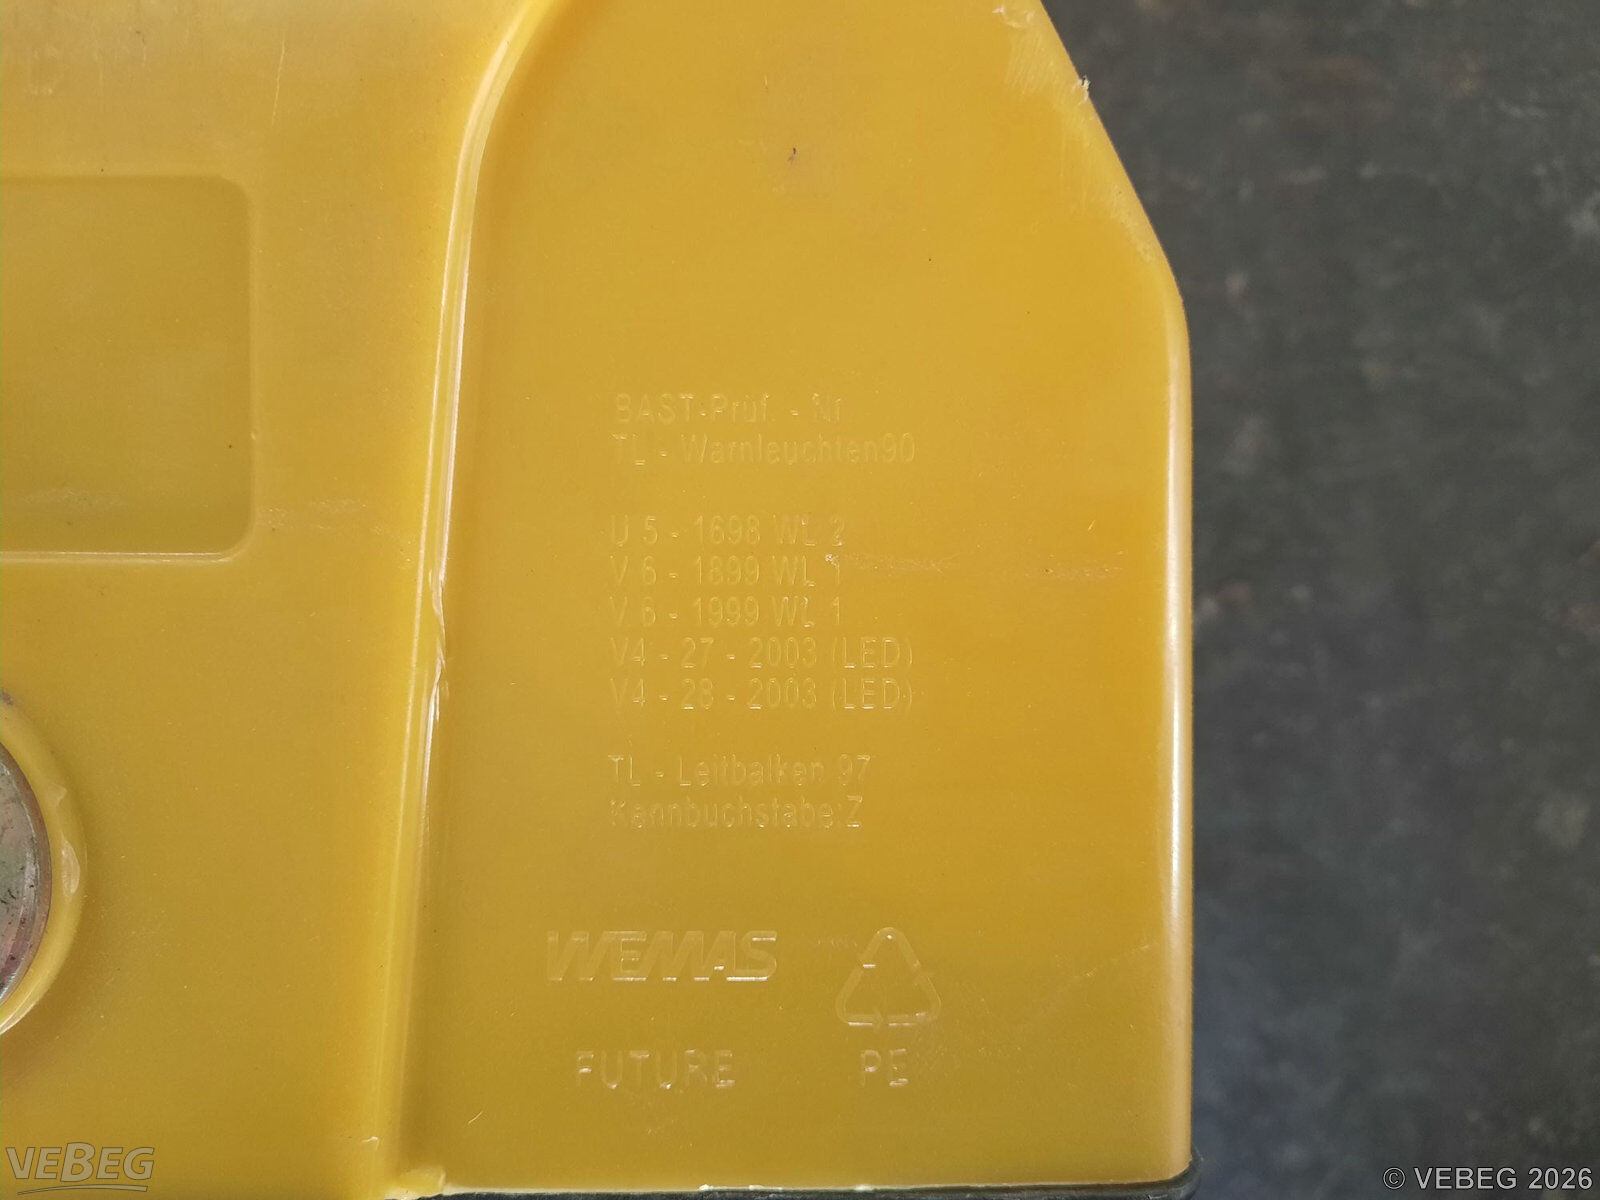 BAST-Prüf. - Nr
TL - Warnleuchten90
U 5 - 1698 WL 2
V 6 - 1899 WL 1
V 6 - 1999 WL 1
V4 - 27 - 2003 (LED)
V4 - 28 - 2003 (LED)
TL - Leitbalken 97
Kennbuchstabe:Z
WEMAS
FUTURE
PE
VEBEG
© VEBEG 2026